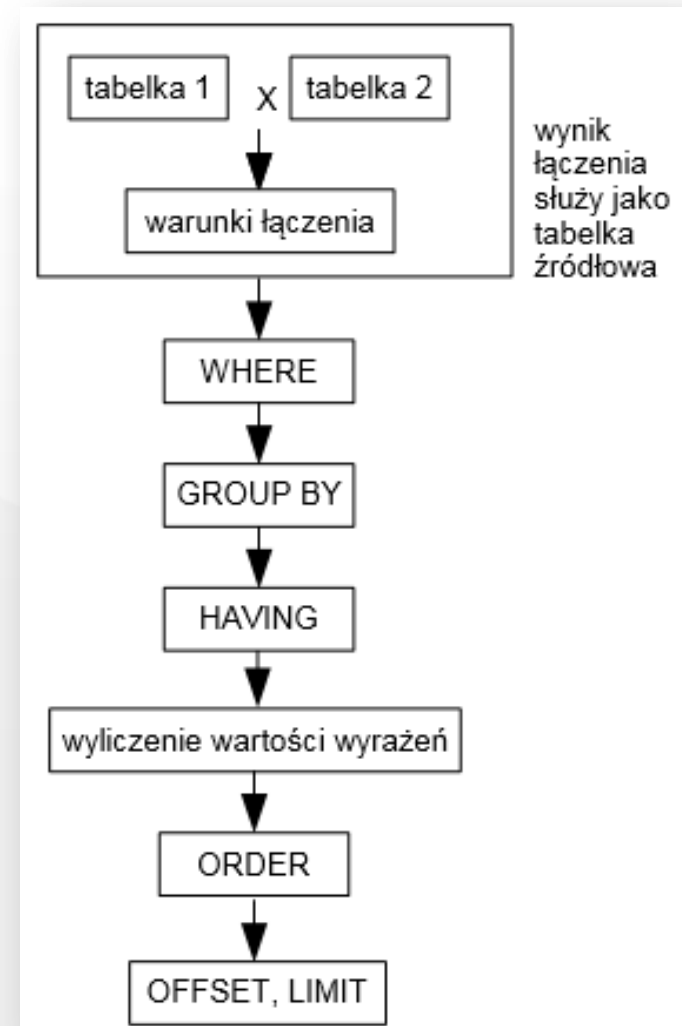 tabelka 1
X
tabelka 2
warunki łączenia
wynik
łączenia
służy jako
tabelka
źródłowa
WHERE
GROUP BY
HAVING
wyliczenie wartości wyrażeń
ORDER
OFFSET, LIMIT